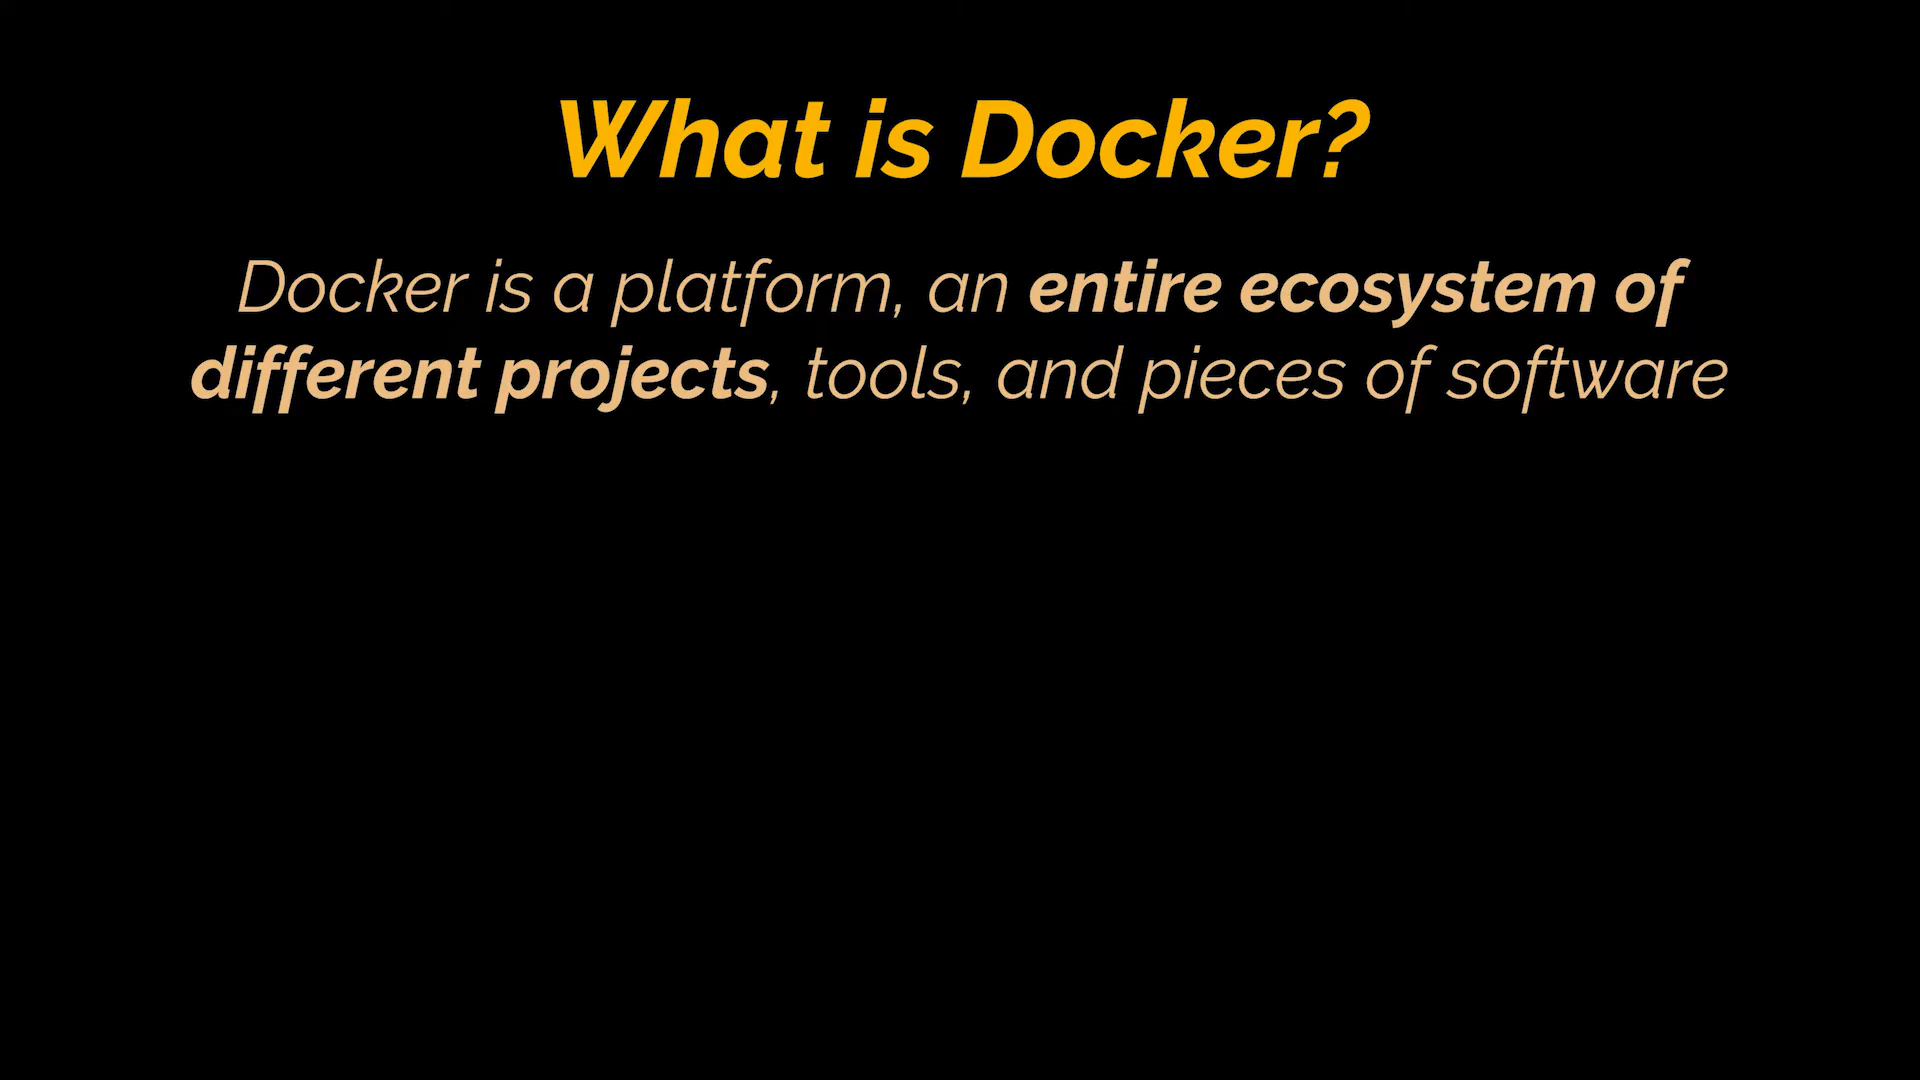 What is Docker?
Docker is a platform, an entire ecosystem of
different projects, tools, and pieces of software